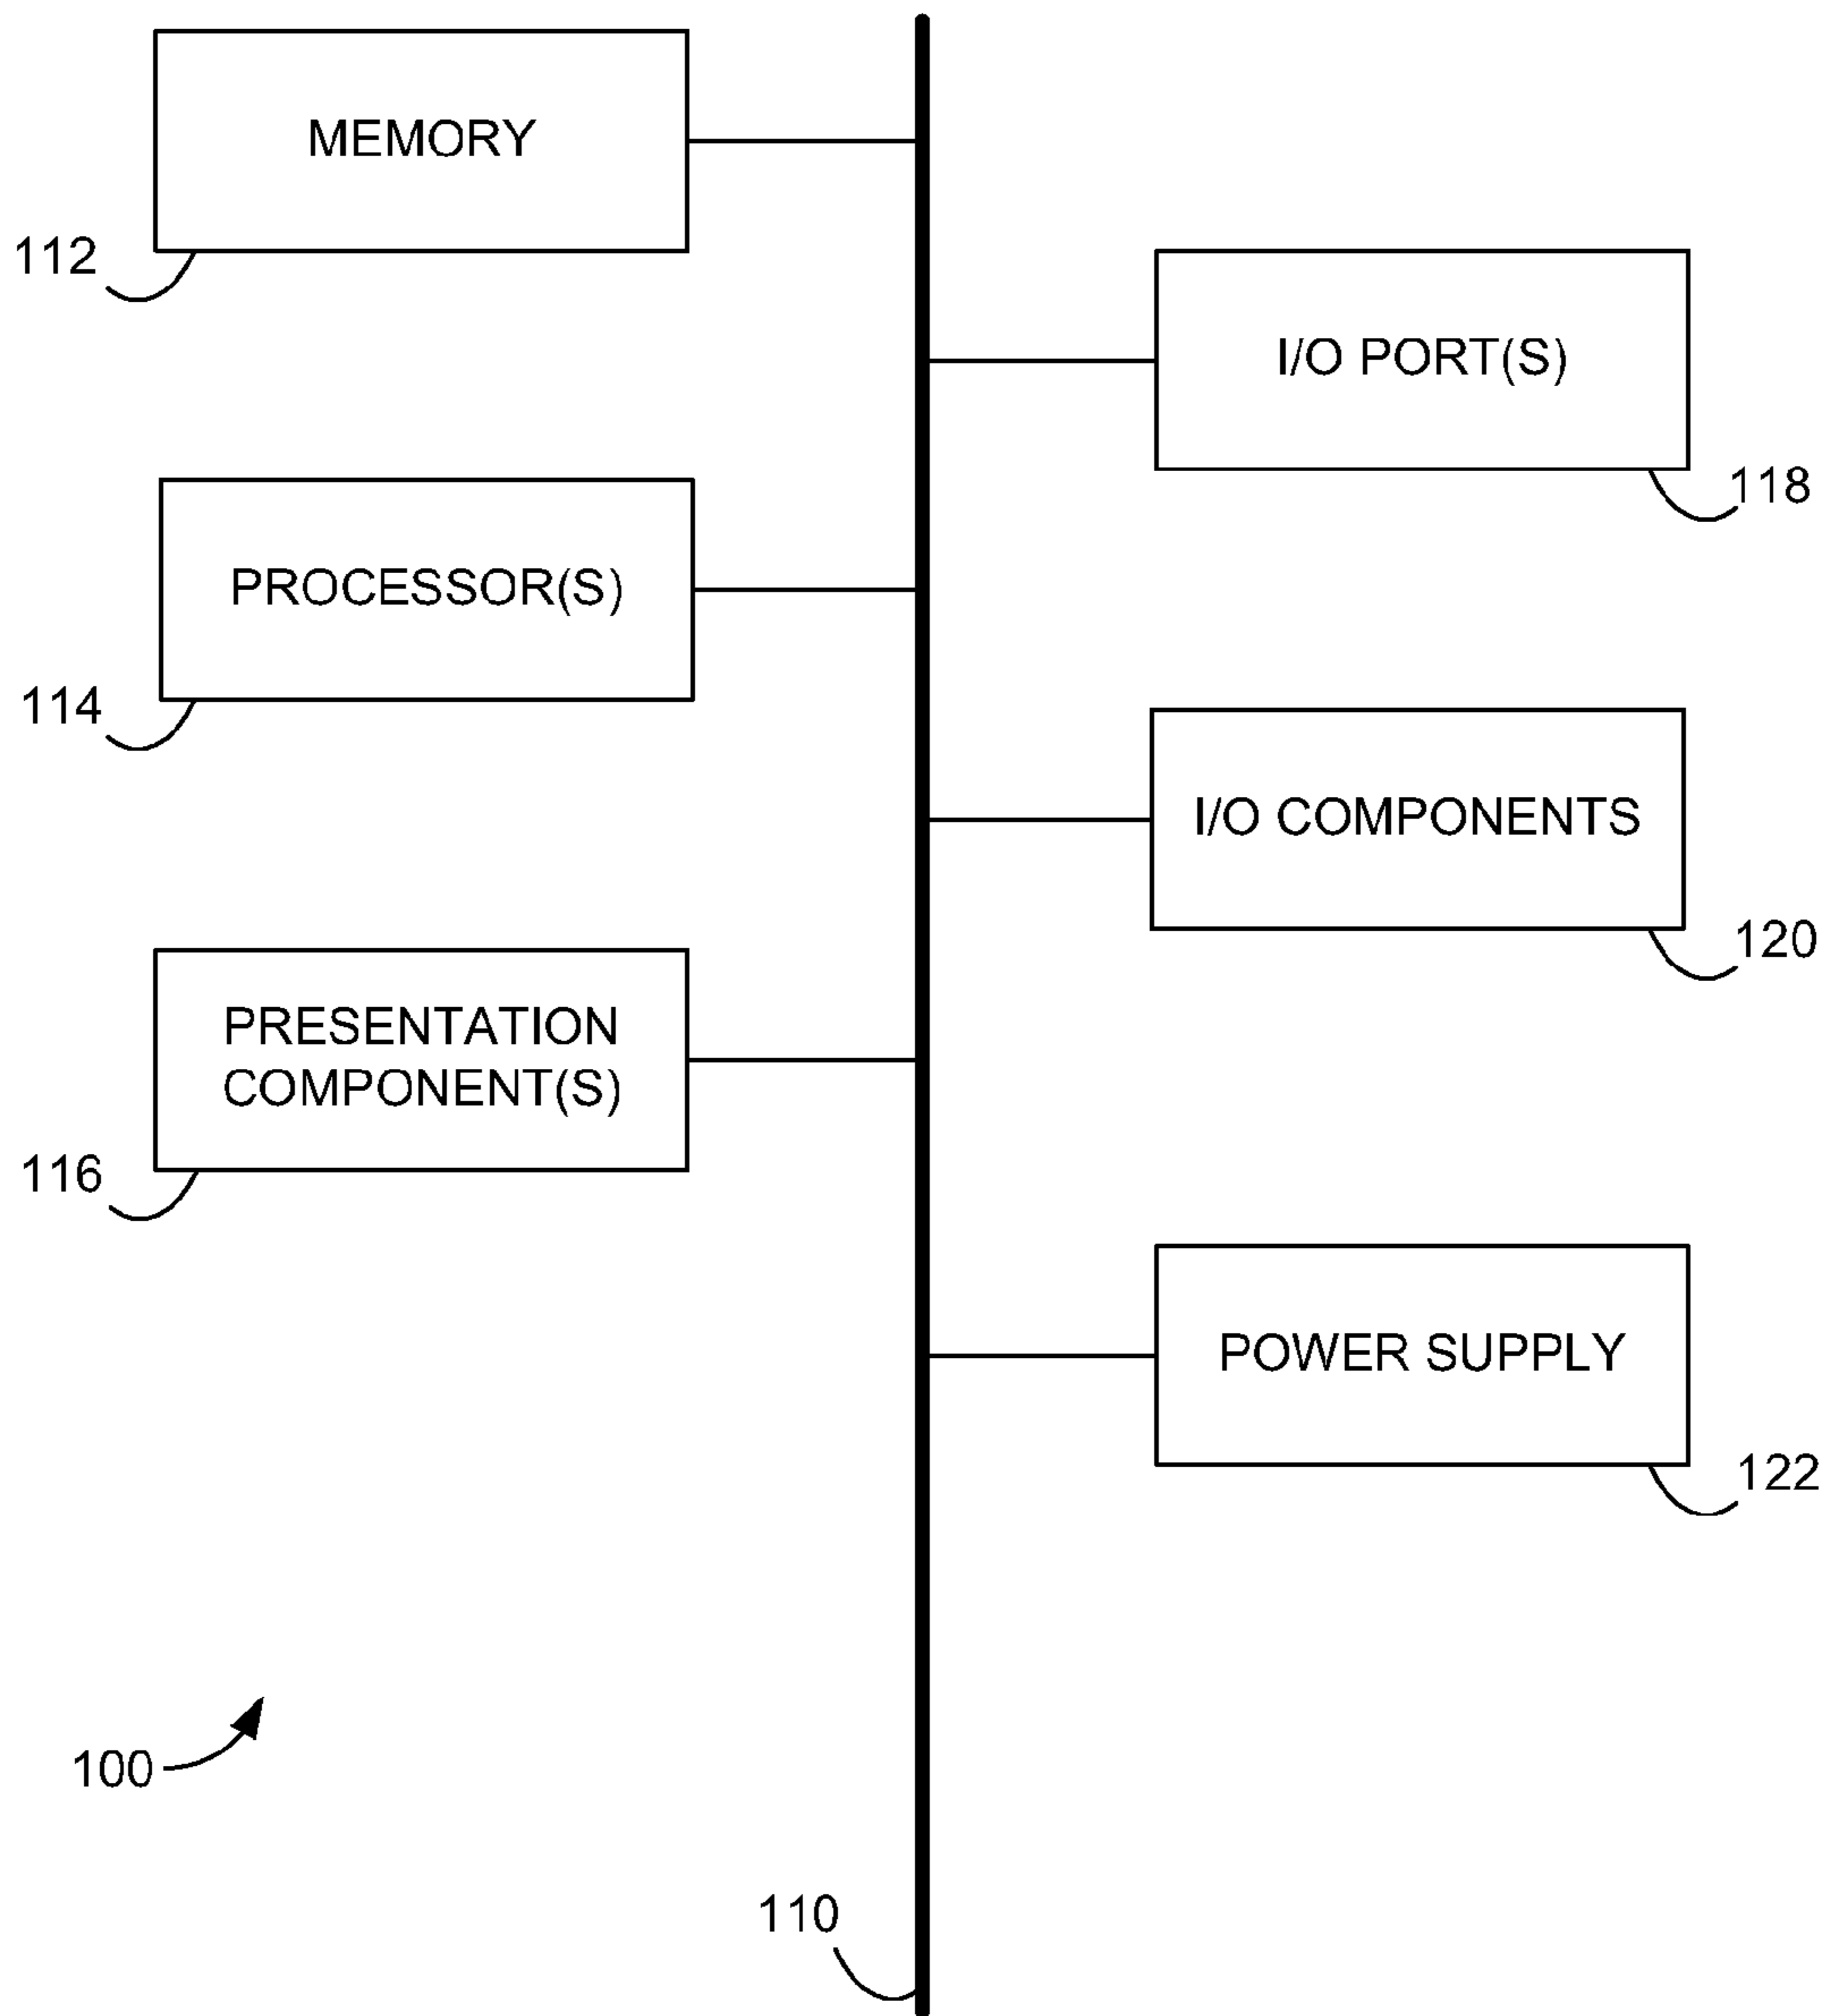 MEMORY
112
I/O PORT(S)
118
PROCESSOR(S)
114
I/O COMPONENTS
120
PRESENTATION
COMPONENT(S)
116
POWER SUPPLY
122
100
110